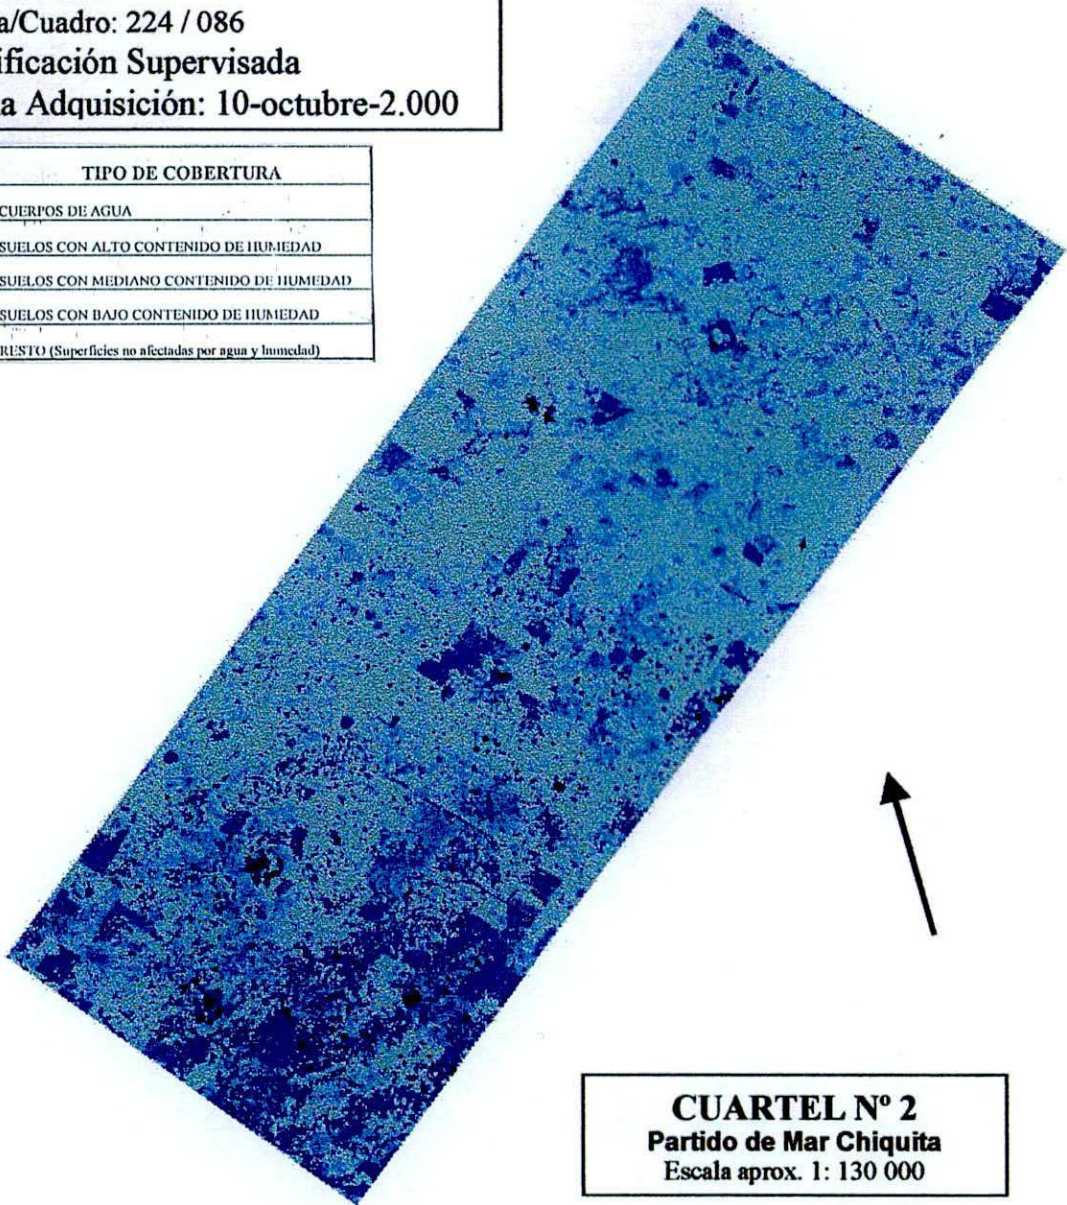 a/Cuadro: 224 / 086
ificación Supervisada
a Adquisición: 10-octubre-2.000
TIPO DE COBERTURA
CUERPOS DE AGUA
SUELOS CON ALTO CONTENIDO DE HUMEDAD
SUELOS CON MEDIANO CONTENIDO DE HUMEDAD
SUELOS CON BAJO CONTENIDO DE HUMEDAD
RESTO (Superficies no afectadas por agua y humedad)
CUARTEL Nº 2
Partido de Mar Chiquita
Escala aprox. 1: 130 000